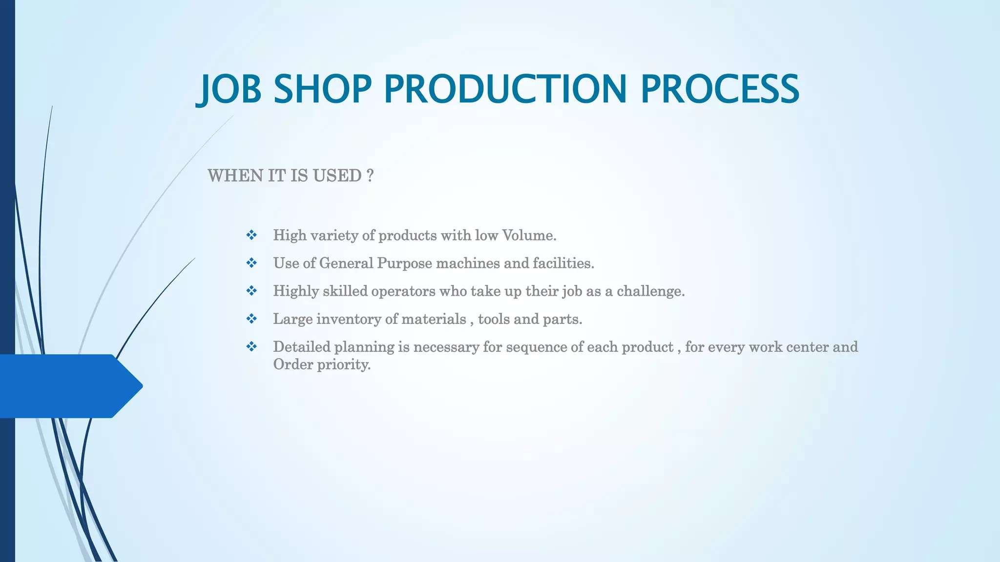 JOB SHOP PRODUCTION PROCESS
WHEN IT IS USED ?
❖ High variety of products with low Volume.
❖ Use of General Purpose machines and facilities.
❖ Highly skilled operators who take up their job as a challenge.
❖ Large inventory of materials , tools and parts.
❖ Detailed planning is necessary for sequence of each product , for every work center and
Order priority.